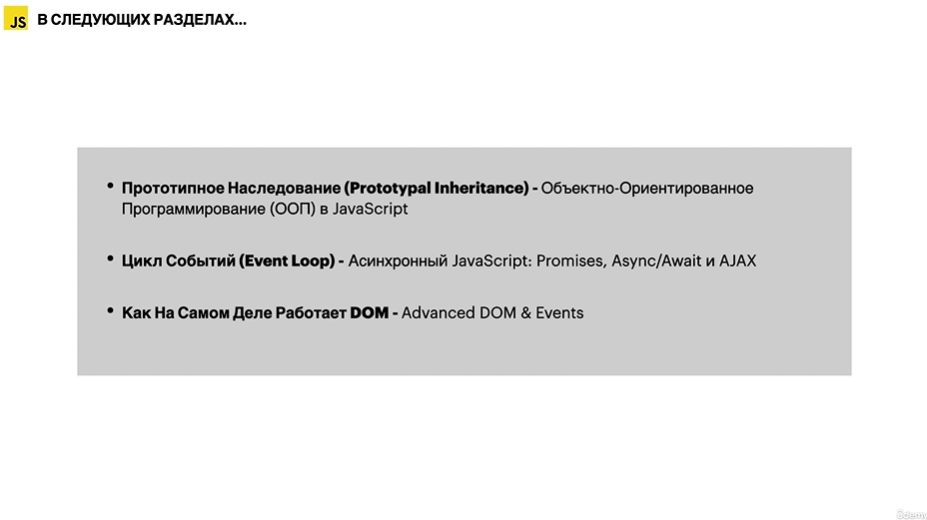 JS В СЛЕДУЮЩИХ РАЗДЕЛАХ...
• Прототипное Наследование (Prototypal Inheritance) - Объектно-Ориентированное
Программирование (ООП) в JavaScript
• Цикл Событий (Event Loop) - Асинхронный JavaScript: Promises, Async/Await и AJAX
• Как На Самом Деле Работает DOM - Advanced DOM & Events
ûdemy